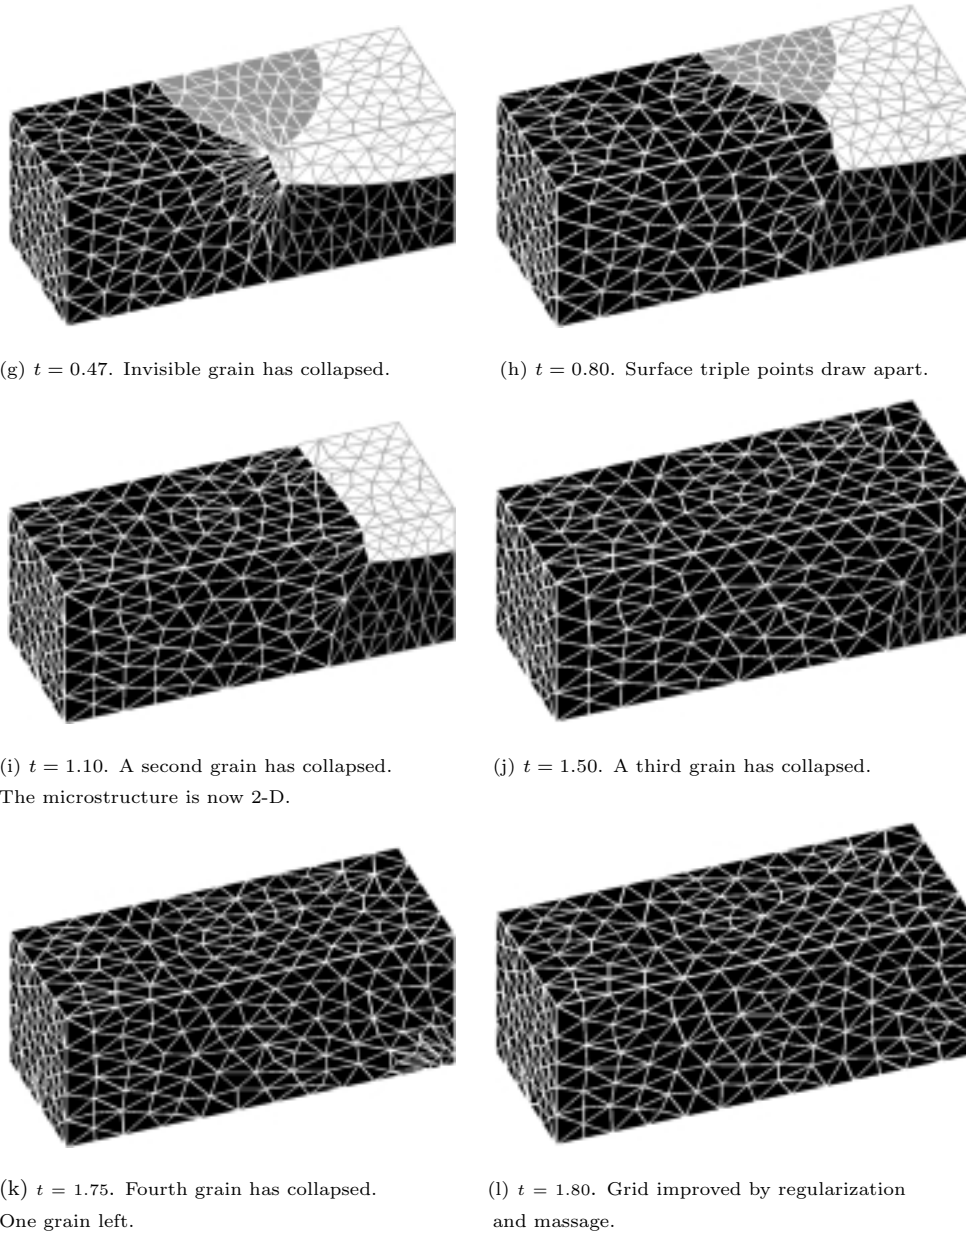 (g) t = 0.47. Invisible grain has collapsed.
(h) t = 0.80. Surface triple points draw apart.
(i) t = 1.10. A second grain has collapsed.
The microstructure is now 2-D.
(j) t = 1.50. A third grain has collapsed.
(k) t = 1.75. Fourth grain has collapsed.
One grain left.
(l) t = 1.80. Grid improved by regularization
and massage.